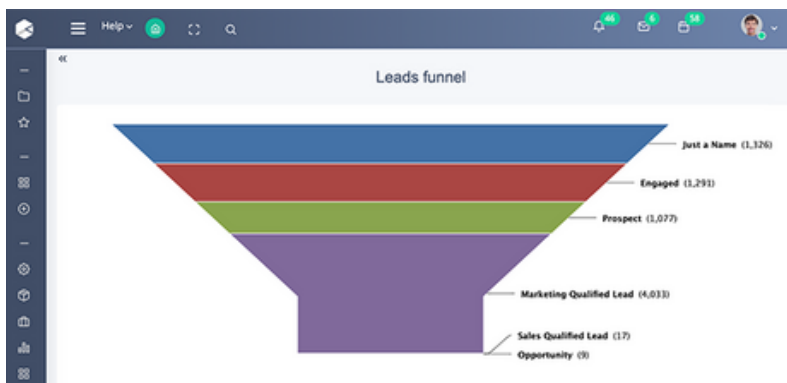 Help
46
6
58
Leads funnel
Just a Name (1,326)
Engaged (1,291)
Prospect (1,077)
Marketing Qualified Lead (4,033)
Sales Qualified Lead (17)
Opportunity (9)